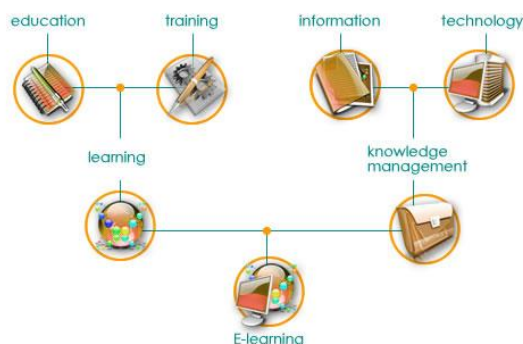 education
training
information
technology
learning
knowledge
management
E-learning